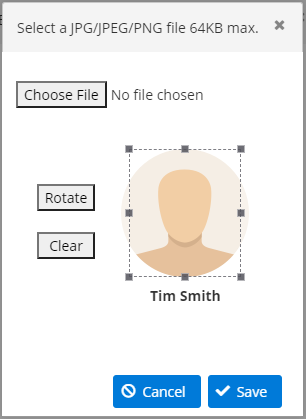 Select a JPG/JPEG/PNG file 64KB max.
Choose File No file chosen
Rotate
Clear
Tim Smith
Cancel Save